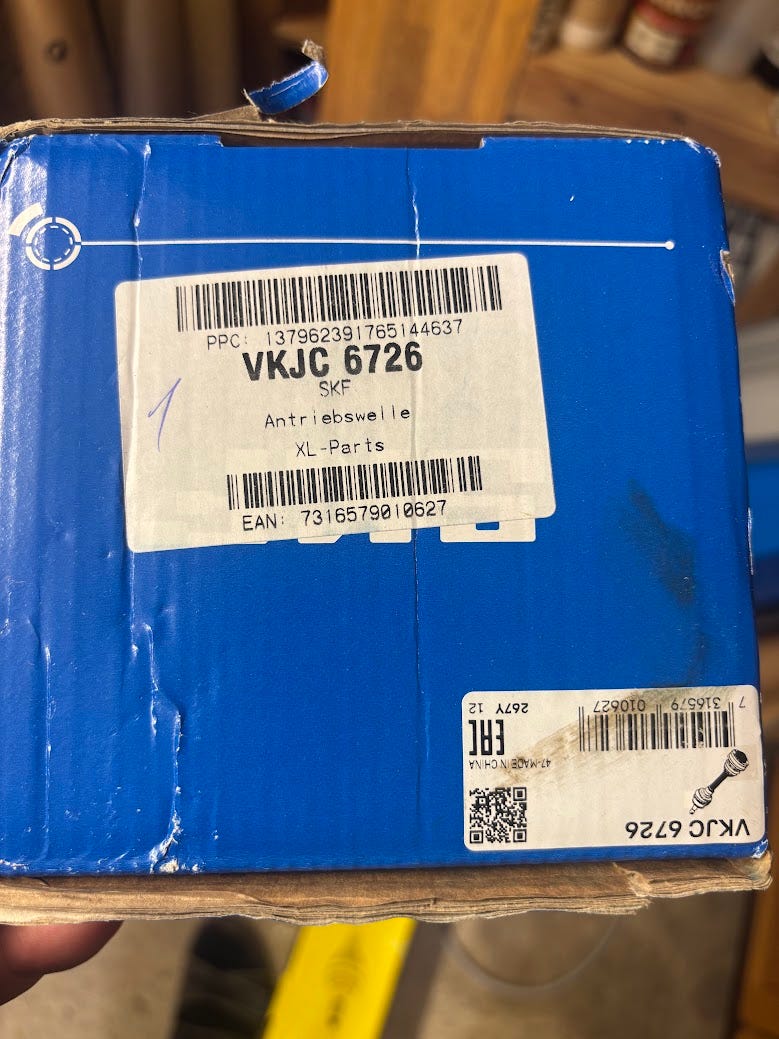 PPC: 137962391765144637
VKJC 6726
SKF
Antriebswelle
XL-Parts
EAN: 7316579010627
1
VKJC 6726
47-MADE IN CHINA
EAC
267Y 12
7 316579 010627